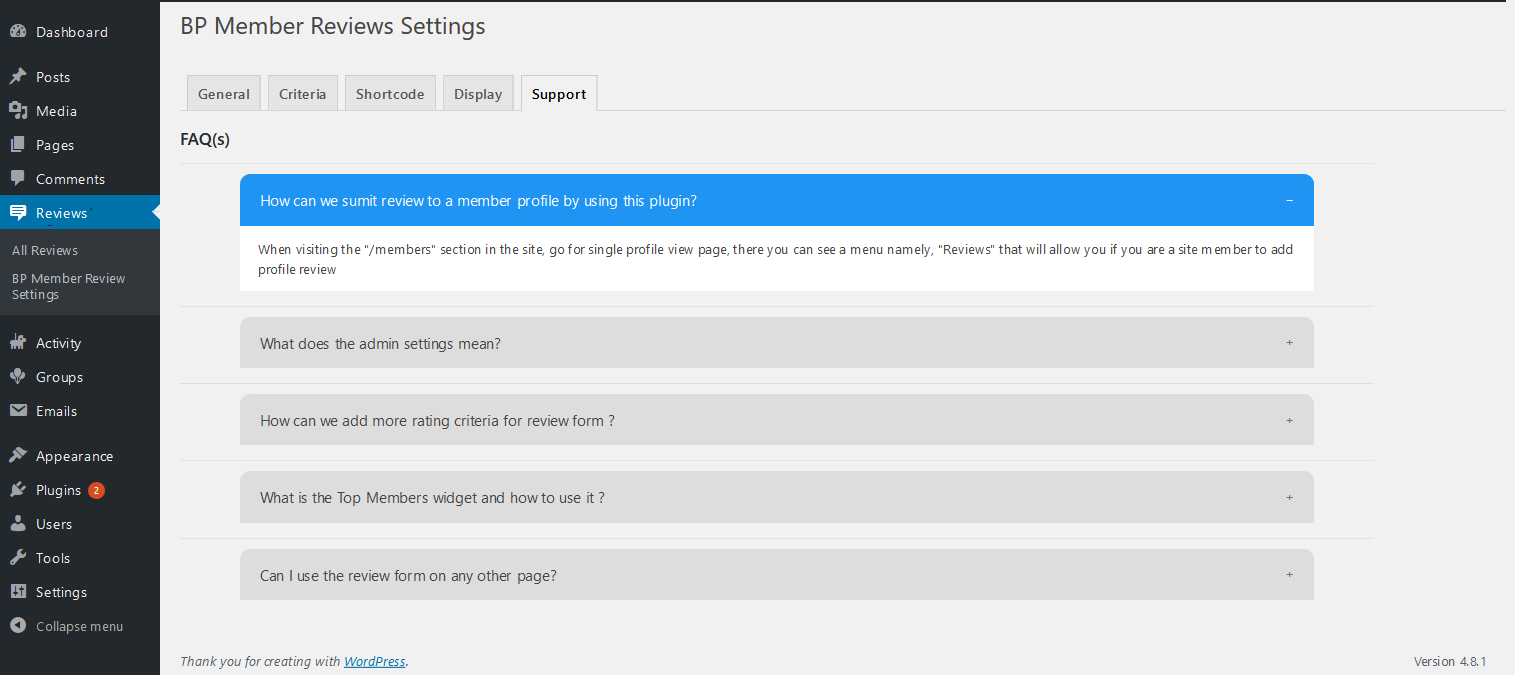 Dashboard
Posts
Media
Pages
Comments
Reviews
All Reviews
BP Member Review
Settings
Activity
Groups
Emails
Appearance
Plugins 2
Users
Tools
Settings
Collapse menu
BP Member Reviews Settings
General Criteria Shortcode Display Support
FAQ(s)
How can we sumit review to a member profile by using this plugin? −
When visiting the "/members" section in the site, go for single profile view page, there you can see a menu namely, "Reviews" that will allow you if you are a site member to add
profile review
What does the admin settings mean? +
How can we add more rating criteria for review form ? +
What is the Top Members widget and how to use it ? +
Can I use the review form on any other page? +
Thank you for creating with WordPress. Version 4.8.1